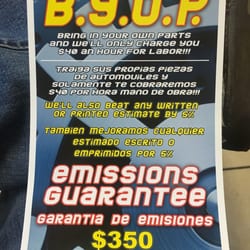 B.Y.O.P.
BRING IN YOUR OWN PARTS
AND WE'LL ONLY CHARGE YOU
$40 AN HOUR FOR LABOR!!!
TRAIGA SUS PROPIAS PIEZAS
DE AUTOMOVILES Y
SOLAMENTE TE COBRAREMOS
$40 POR HORA MANO DE OBRA!!!
WE'LL ALSO BEAT ANY WRITTEN
OR PRINTED ESTIMATE BY 5%
TAMBIEN MEJORAMOS CUALQUIER
ESTIMADO ESCRITO O
EMPRIMIDOS POR 5%
EMISSIONS
GUARANTEE
GARANTIA DE EMISIONES
$350